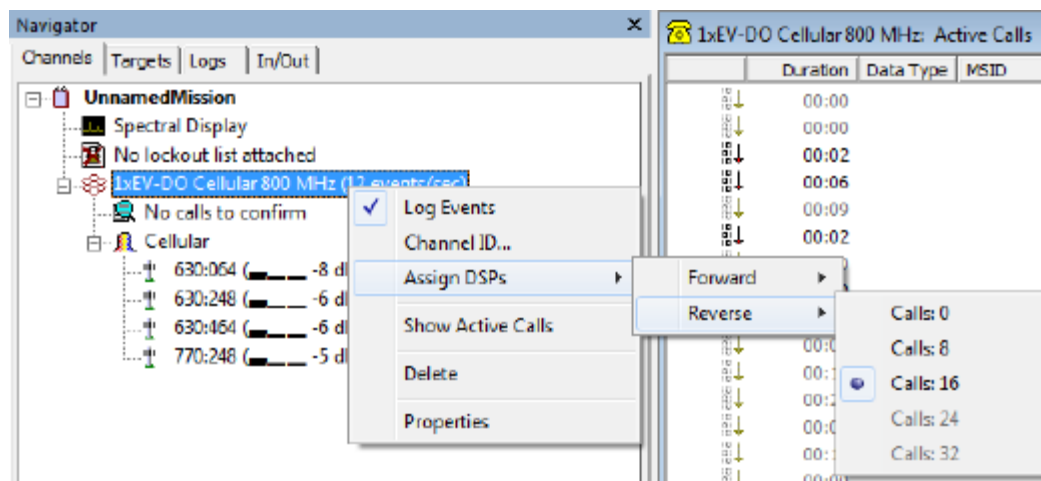 Navigator
Channels Targets Logs In/Out
UnnamedMission
Spectral Display
No lockout list attached
1xEV-DO Cellular 800 MHz (12 events/sec)
No calls to confirm
Cellular
630:064 ( -8 d
630:248 ( -6 d
630:464 ( -6 d
770:248 ( -5 d
Log Events
Channel ID...
Assign DSPs
Show Active Calls
Delete
Properties
Forward
Reverse
Calls: 0
Calls: 8
Calls: 16
Calls: 24
Calls: 32
1xEV-DO Cellular 800 MHz: Active Calls
Duration Data Type MSID
00:00
00:00
00:02
00:06
00:09
00:02